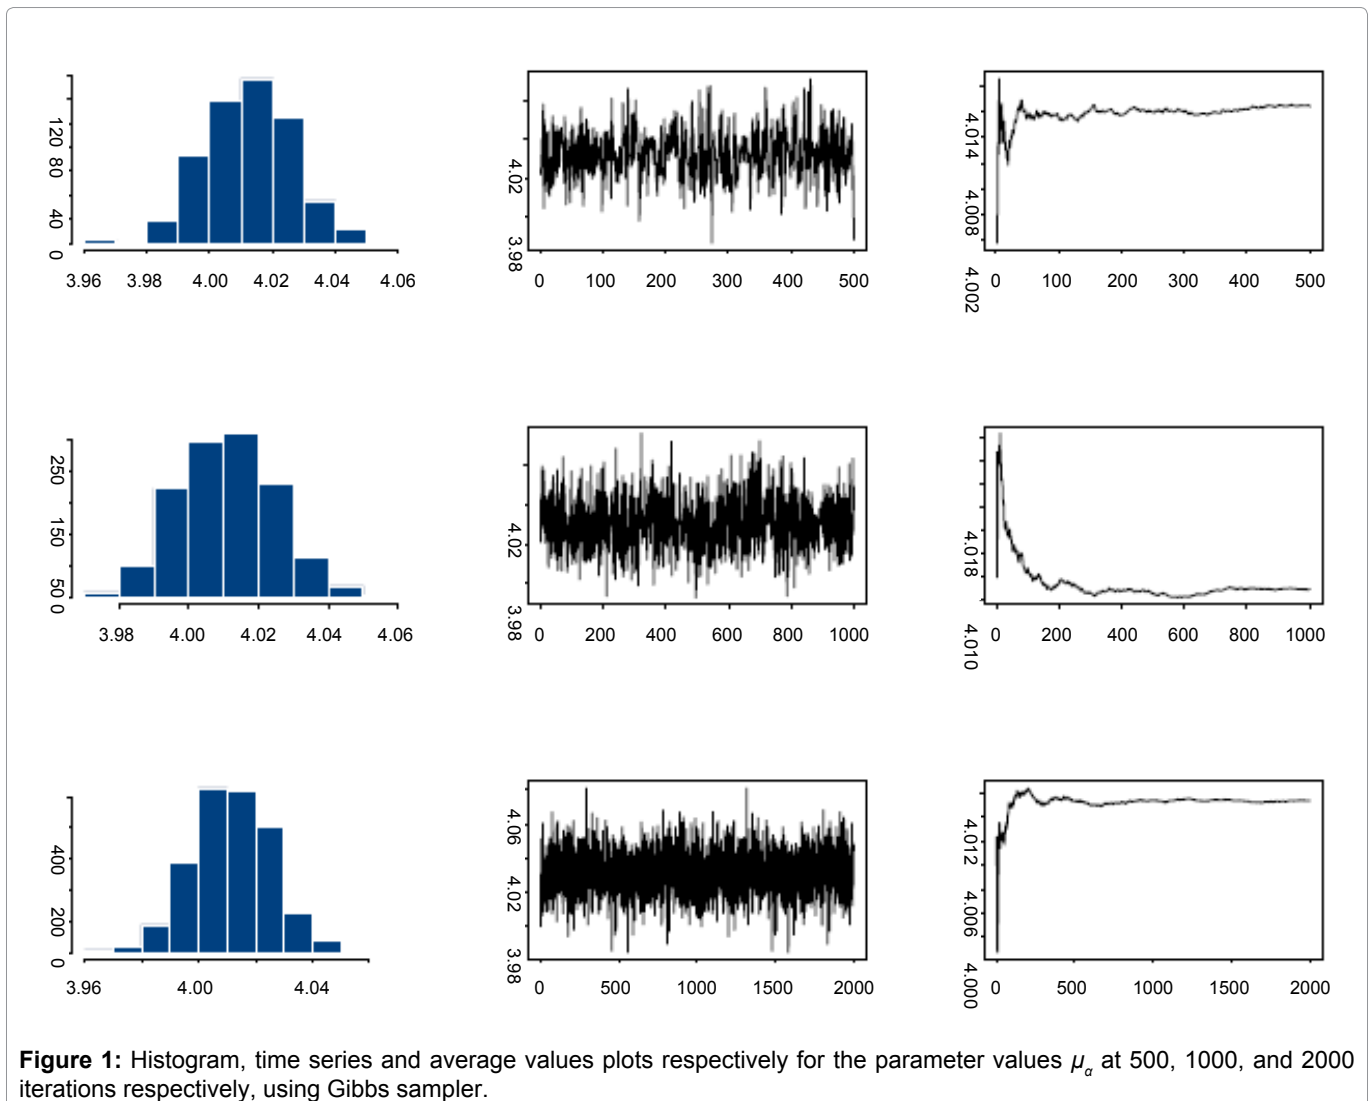 120
80
40
0
3.96 3.98 4.00 4.02 4.04 4.06
4.02
3.98
0 100 200 300 400 500
4.014
4.008
4.002
0 100 200 300 400 500
250
150
50
0
3.98 4.00 4.02 4.04 4.06
4.02
3.98
0 200 400 600 800 1000
4.018
4.010
0 200 400 600 800 1000
400
200
0
3.96 4.00 4.04
4.06
4.02
3.98
0 500 1000 1500 2000
4.012
4.006
4.000
0 500 1000 1500 2000
Figure 1: Histogram, time series and average values plots respectively for the parameter values μα at 500, 1000, and 2000
iterations respectively, using Gibbs sampler.